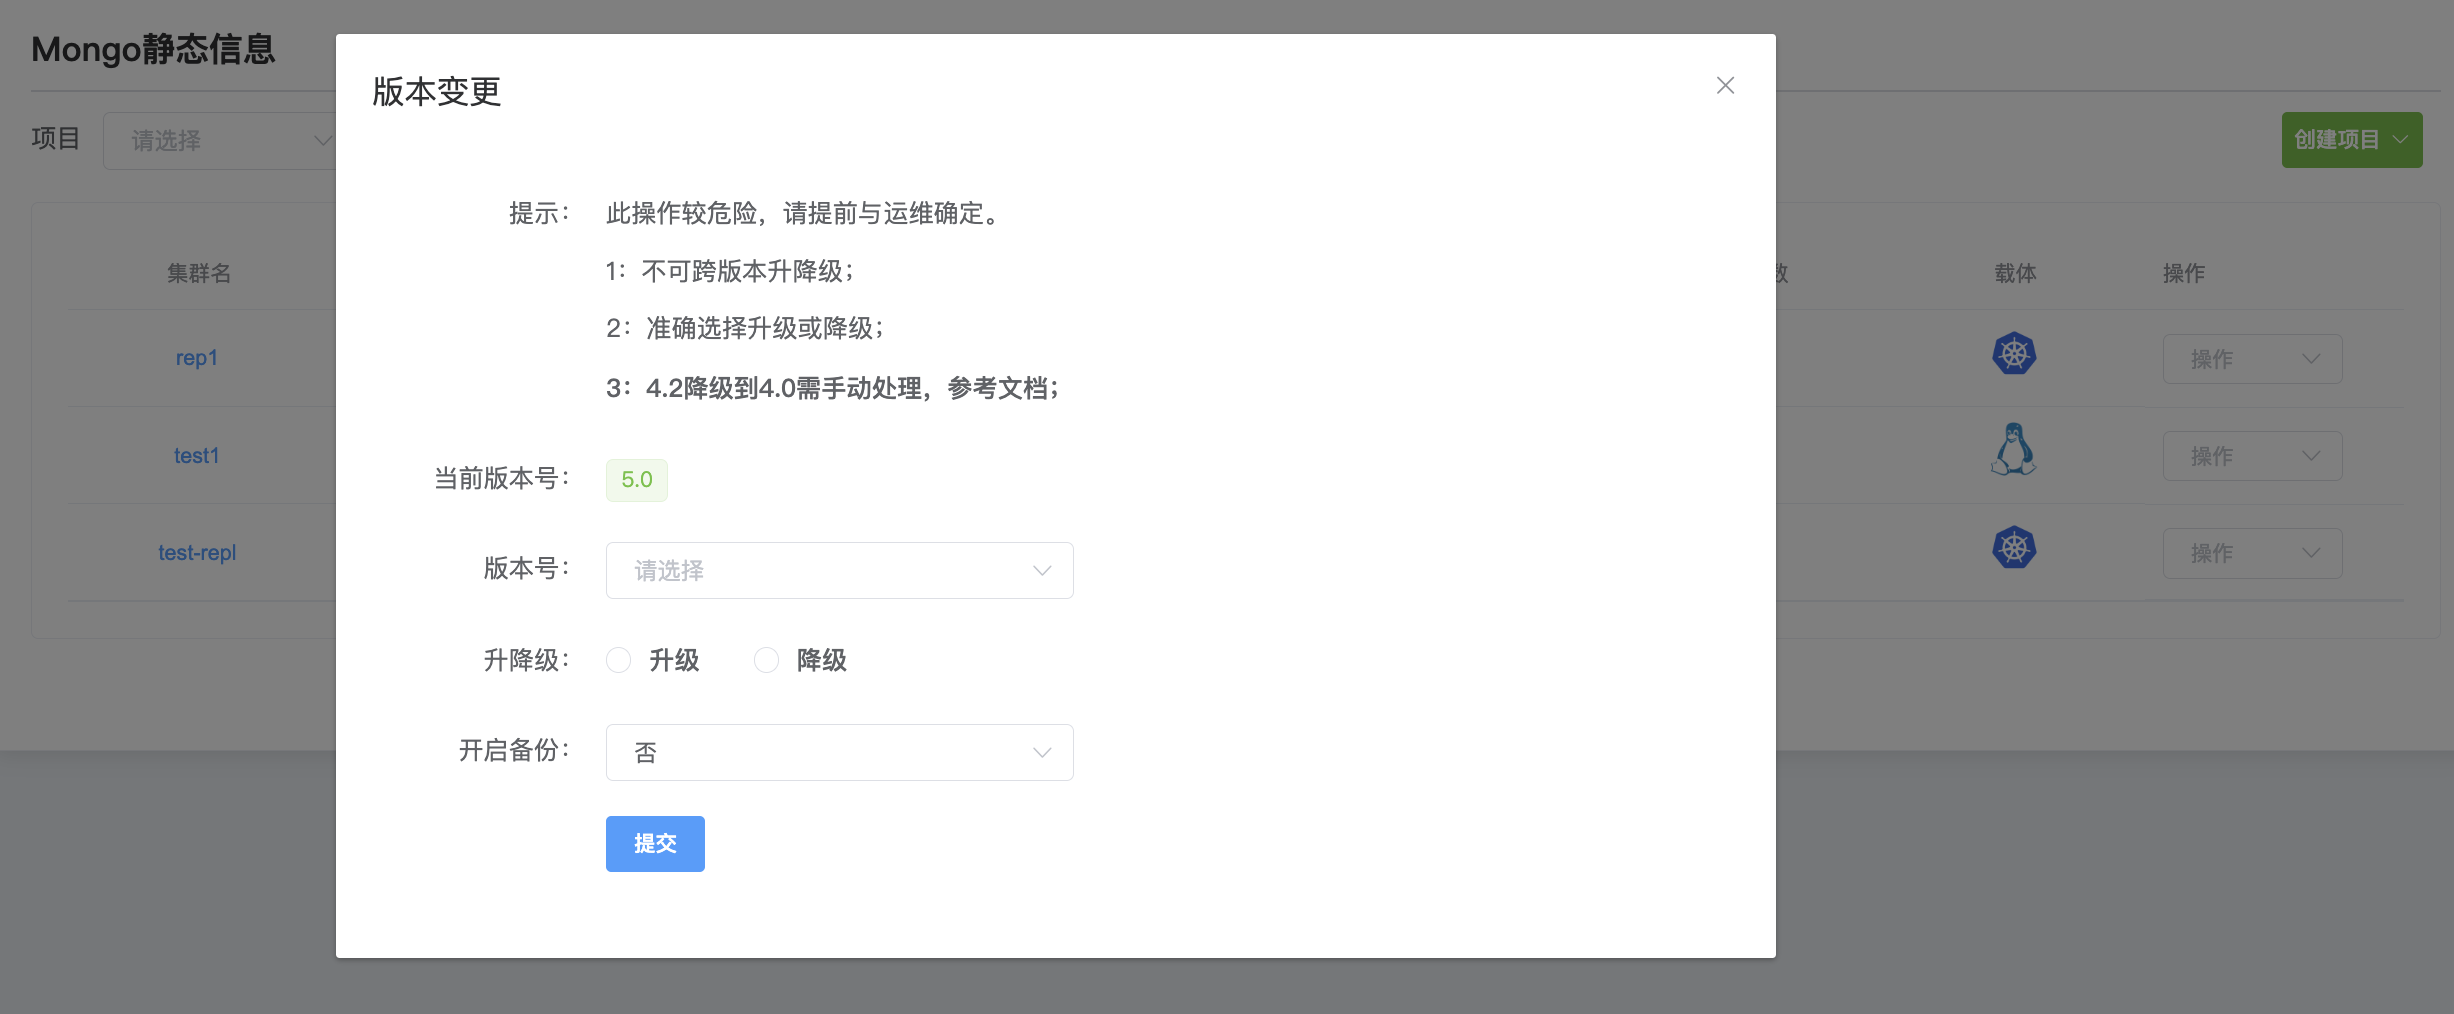 Mongo静态信息
版本变更
项目 请选择
创建项目
提示： 此操作较危险，请提前与运维确定。
1：不可跨版本升降级；
2：准确选择升级或降级；
3：4.2降级到4.0需手动处理，参考文档；
当前版本号： 5.0
版本号： 请选择
升降级： 升级 降级
开启备份： 否
提交
集群名 数 载体 操作
rep1 操作
test1 操作
test-repl 操作